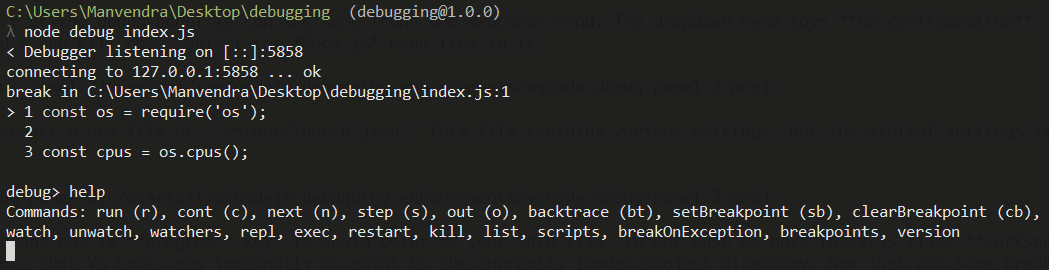 C:\Users\Manvendra\Desktop\debugging (debugging@1.0.0)
λ node debug index.js
< Debugger listening on [::]:5858
connecting to 127.0.0.1:5858 ... ok
break in C:\Users\Manvendra\Desktop\debugging\index.js:1
> 1 const os = require('os');
2
3 const cpus = os.cpus();
debug> help
Commands: run (r), cont (c), next (n), step (s), out (o), backtrace (bt), setBreakpoint (sb), clearBreakpoint (cb),
watch, unwatch, watchers, repl, exec, restart, kill, list, scripts, breakOnException, breakpoints, version